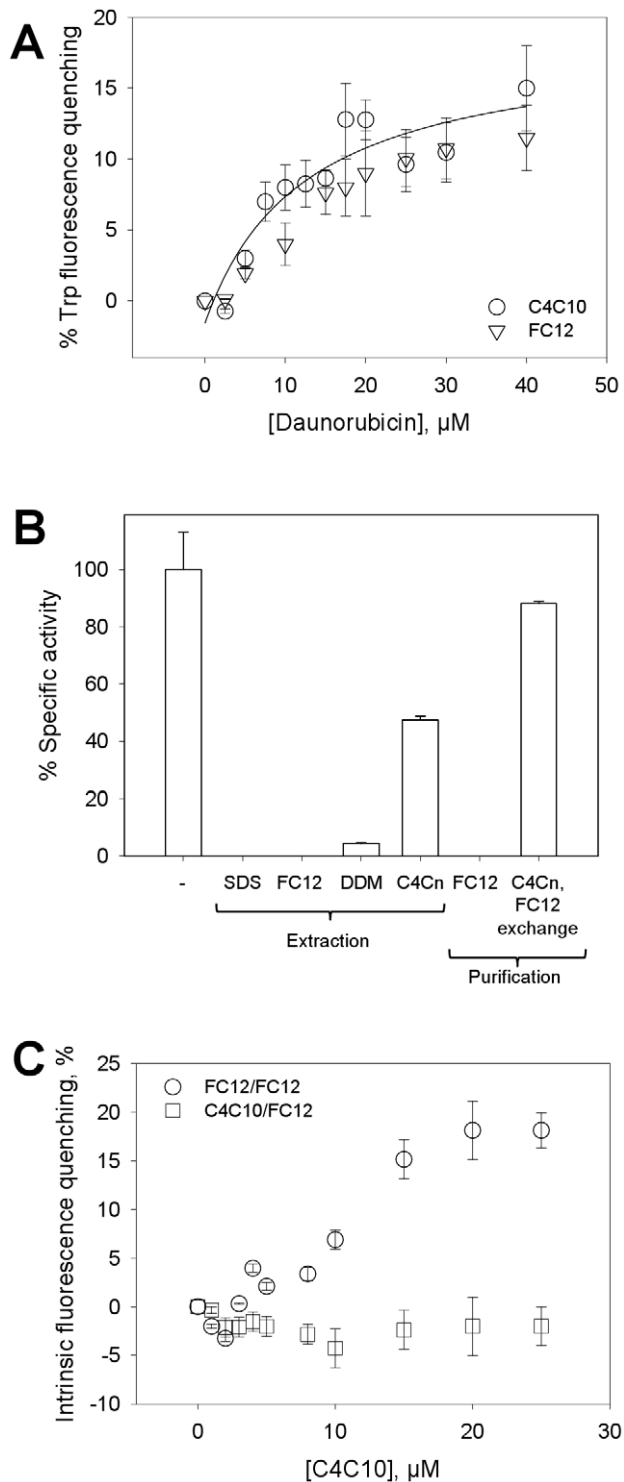 A
20
15
10
5
0
% Trp fluorescence quenching
C4C10
FC12
0 10 20 30 40 50
[Daunorubicin], µM
B
100
80
60
40
20
0
% Specific activity
- SDS FC12 DDM C4Cn FC12 C4Cn,
FC12
exchange
Extraction
Purification
C
25
20
15
10
5
0
-5
-10
Intrinsic fluorescence quenching, %
FC12/FC12
C4C10/FC12
0 10 20 30
[C4C10], µM